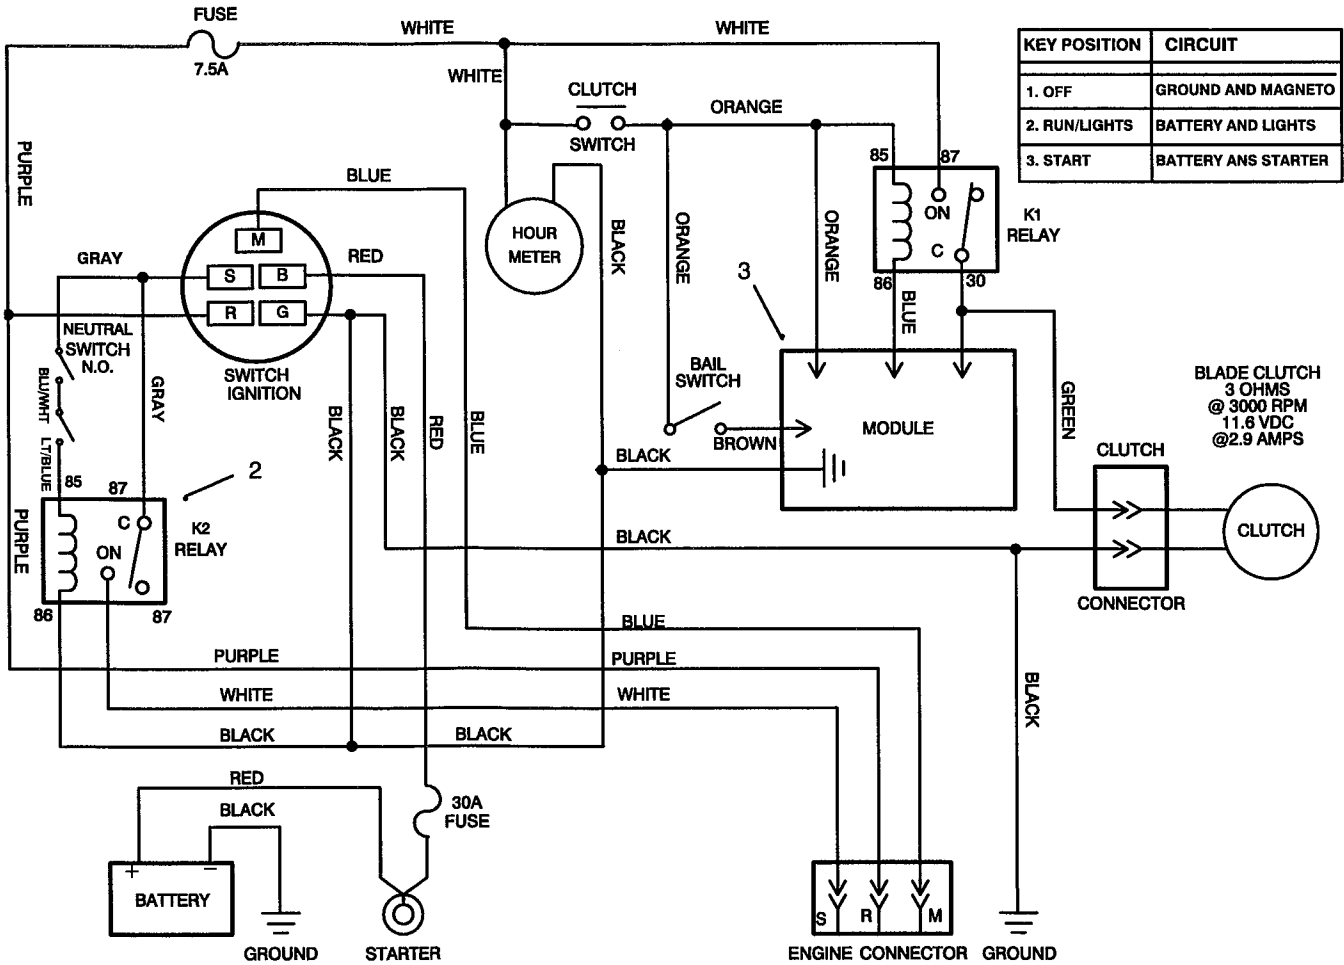 FUSE
7.5A
WHITE
WHITE
WHITE
CLUTCH
SWITCH
ORANGE
KEY POSITION CIRCUIT
1. OFF GROUND AND MAGNETO
2. RUN/LIGHTS BATTERY AND LIGHTS
3. START BATTERY ANS STARTER
PURPLE
BLUE
85
87
ON
C
K1
RELAY
86
30
M
S
B
R
G
GRAY
RED
HOUR
METER
BLACK
ORANGE
ORANGE
3
BLUE
NEUTRAL
SWITCH
N.O.
SWITCH
IGNITION
BLU/WHT
GRAY
LT/BLUE
BLACK
BLACK
RED
BLUE
BAIL
SWITCH
BROWN
MODULE
GREEN
BLADE CLUTCH
3 OHMS
@ 3000 RPM
11.6 VDC
@2.9 AMPS
CLUTCH
CLUTCH
CONNECTOR
BLACK
BLACK
85
87
2
C
ON
K2
RELAY
86
87
PURPLE
BLUE
PURPLE
PURPLE
WHITE
WHITE
BLACK
BLACK
BLACK
RED
BLACK
30A
FUSE
+
−
BATTERY
GROUND
STARTER
S
R
M
ENGINE CONNECTOR
GROUND